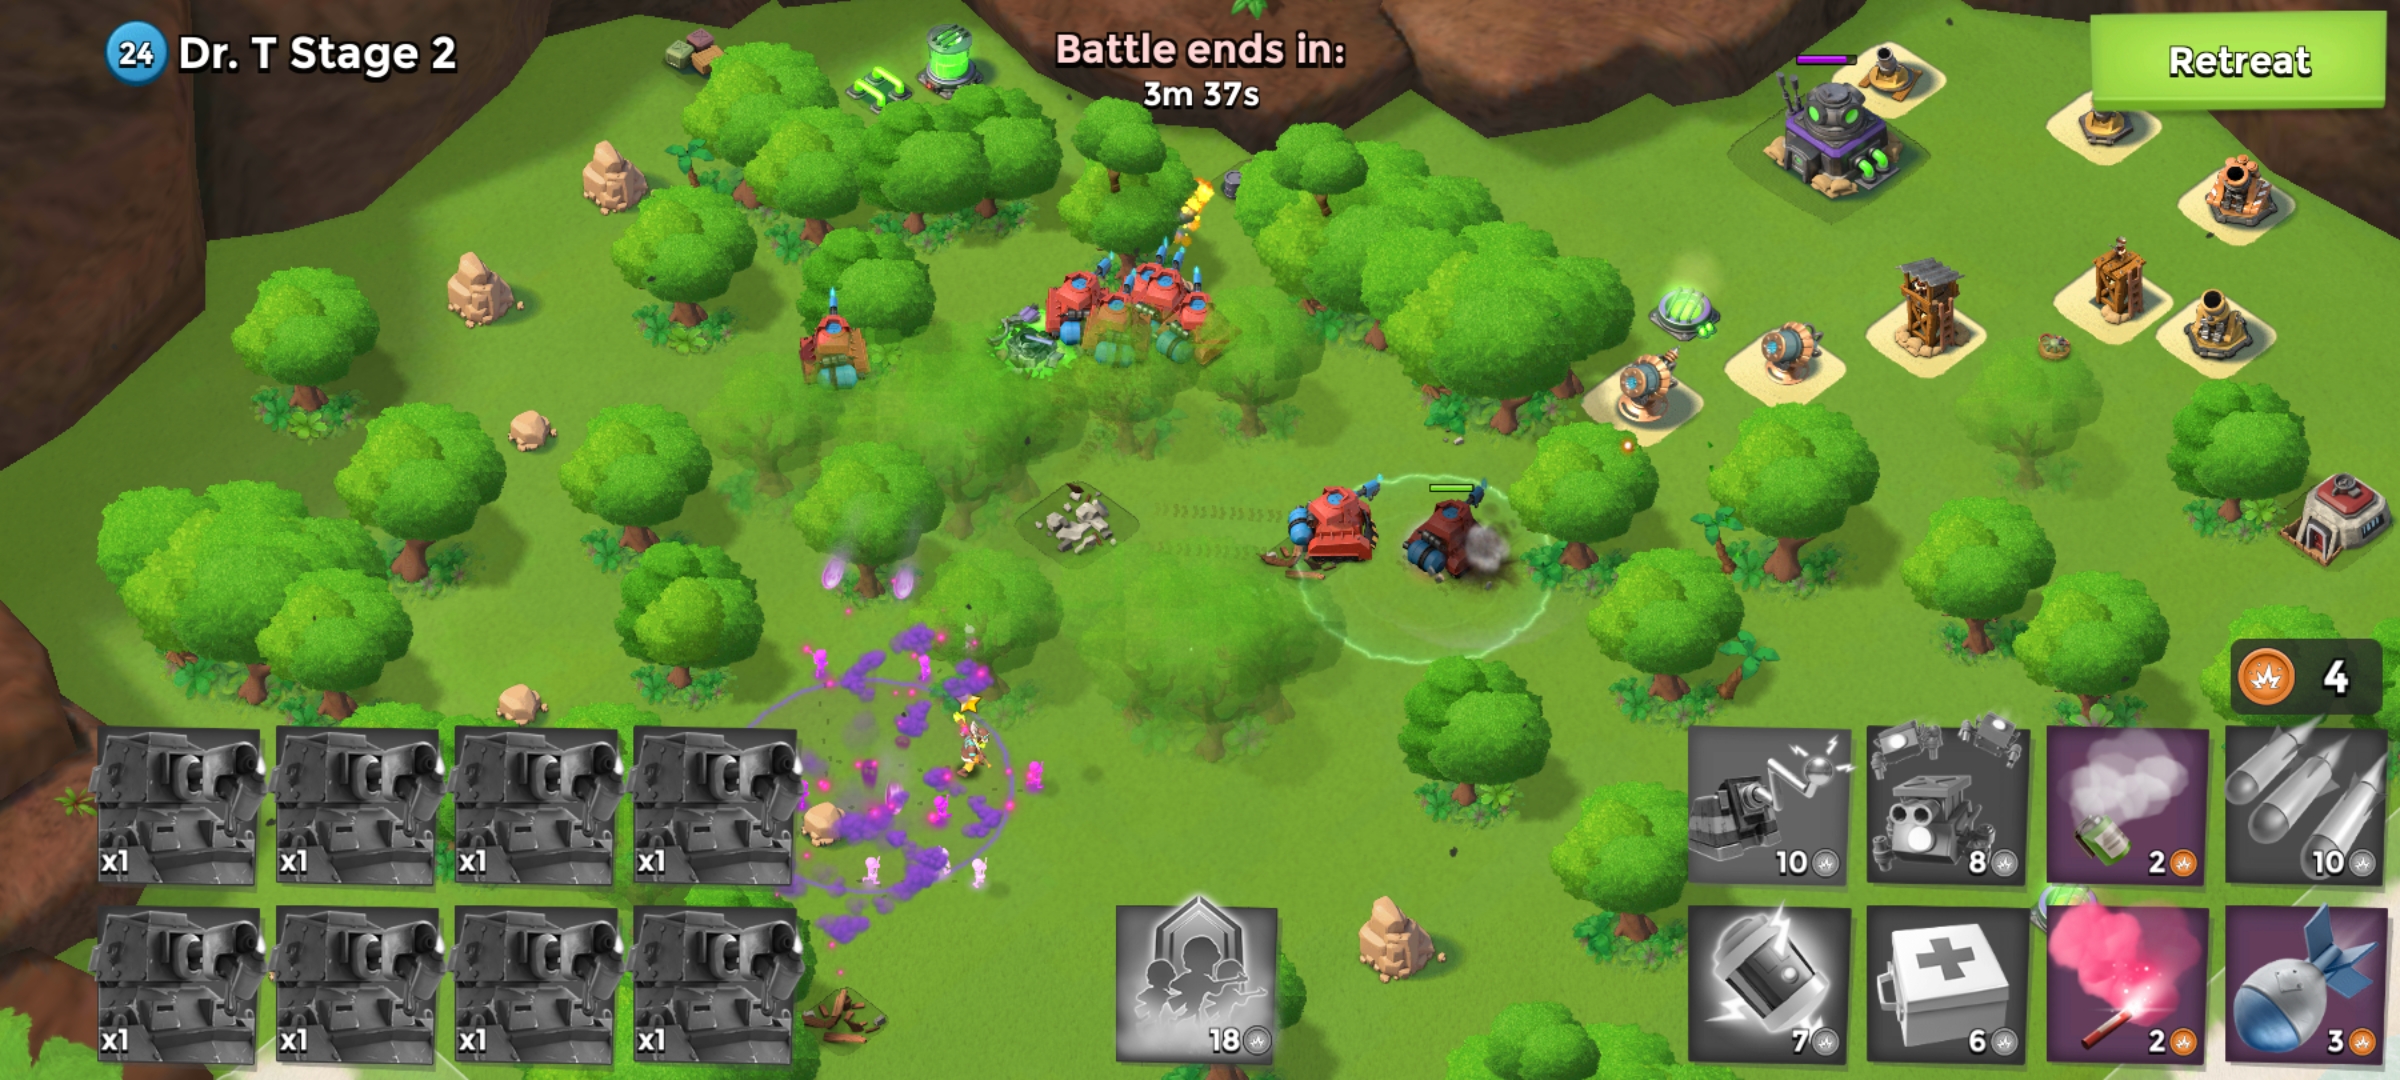 24 Dr. T Stage 2
Battle ends in:
3m 37s
Retreat
4
x1 x1 x1 x1
10 8 2 10
x1 x1 x1 x1
18
7 6 2 3